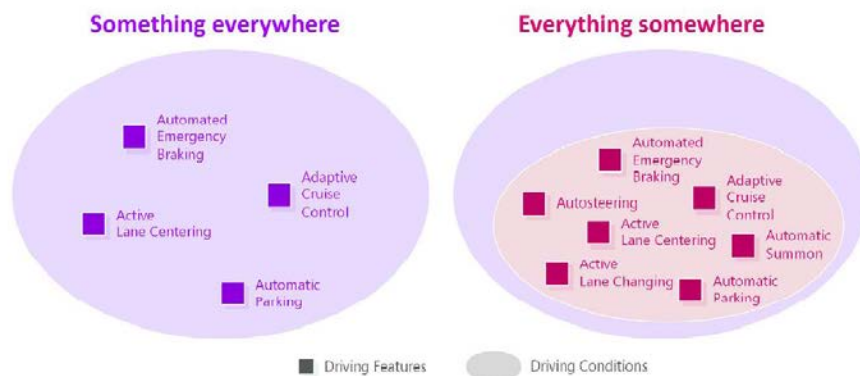 Something everywhere
Automated
Emergency
Braking
Adaptive
Cruise
Control
Active
Lane Centering
Automatic
Parking
Everything somewhere
Automated
Emergency
Braking
Autosteering
Adaptive
Cruise
Control
Active
Lane Centering
Automatic
Summon
Active
Lane Changing
Automatic
Parking
Driving Features
Driving Conditions